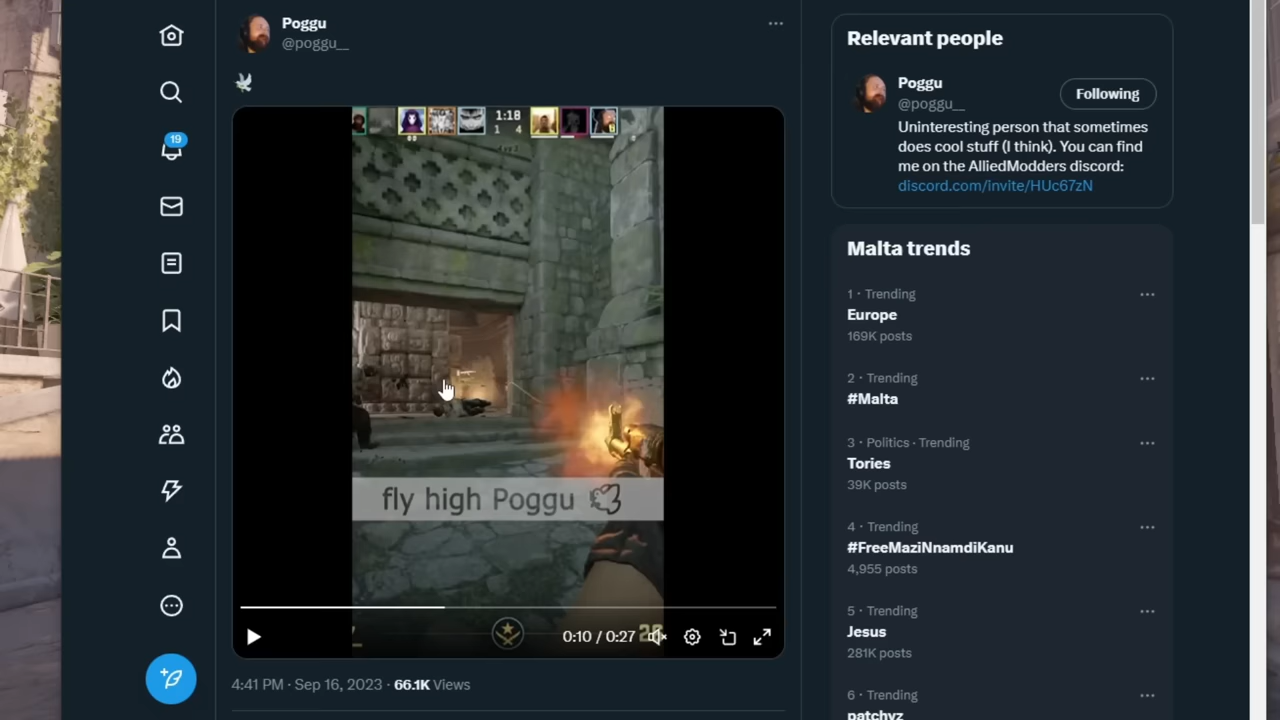 Poggu
@poggu__
1:18
1 4
fly high Poggu
0:10 / 0:27
4:41 PM · Sep 16, 2023 · 66.1K Views
19
Relevant people
Poggu
@poggu__
Following
Uninteresting person that sometimes
does cool stuff (I think). You can find
me on the AlliedModders discord:
discord.com/invite/HUc67zN
Malta trends
1 · Trending
Europe
169K posts
2 · Trending
#Malta
3 · Politics · Trending
Tories
39K posts
4 · Trending
#FreeMaziNnamdiKanu
4,955 posts
5 · Trending
Jesus
281K posts
6 · Trending
patchyz